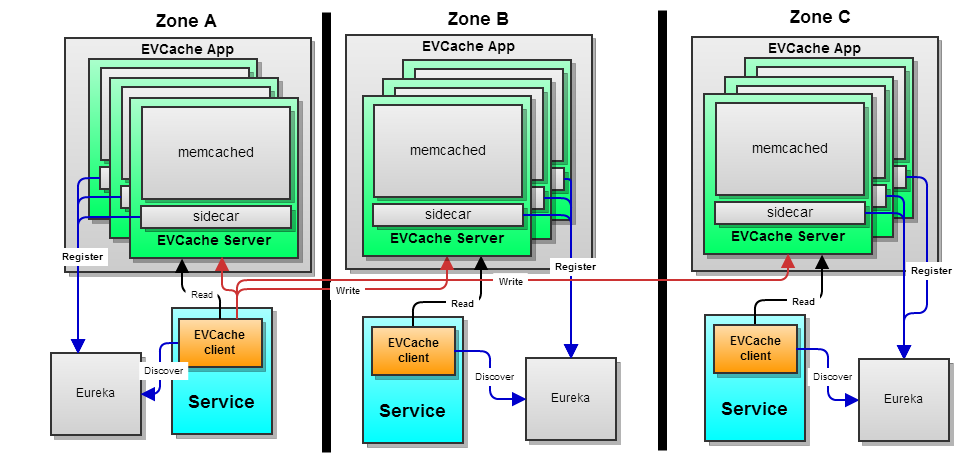 Zone A
Zone B
Zone C
EVCache App
EVCache App
EVCache App
memcached
memcached
memcached
sidecar
sidecar
sidecar
EVCache Server
EVCache Server
EVCache Server
Register
Register
Register
Read
Write
Read
Write
Read
EVCache
client
EVCache
client
EVCache
client
Discover
Discover
Discover
Eureka
Service
Service
Eureka
Service
Eureka